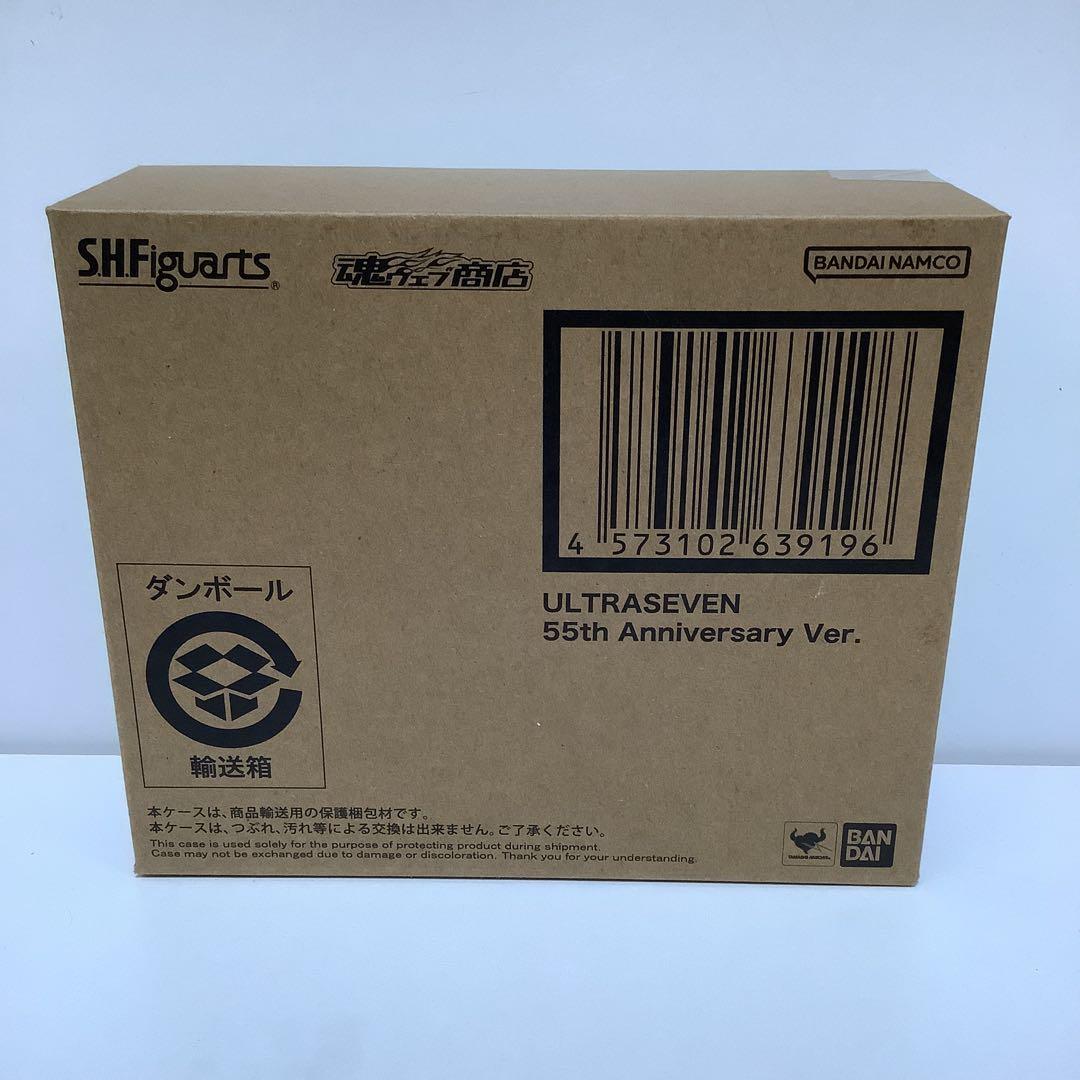 S.H.Figuarts®
魂ウェブ商店
BANDAI NAMCO
4 573102 639196
ULTRASEVEN
55th Anniversary Ver.
ダンボール
輸送箱
本ケースは、商品輸送用の保護梱包材です。
本ケースは、つぶれ、汚れ等による交換は出来ません。ご了承ください。
This case is used solely for the purpose of protecting product during shipment.
Case may not be exchanged due to damage or discoloration. Thank you for your understanding.
TAMASHII NATIONS
BAN
DAI